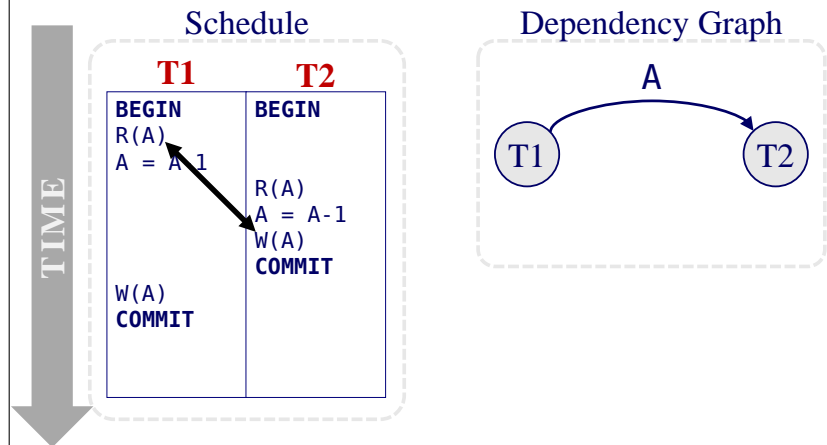 Schedule
Dependency Graph
TIME
T1
T2
BEGIN
R(A)
A = A-1
W(A)
COMMIT
BEGIN
R(A)
A = A-1
W(A)
COMMIT
A
T1
T2